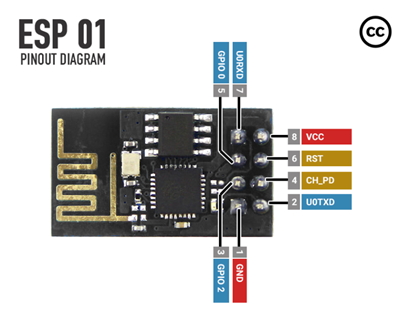 ESP 01
PINOUT DIAGRAM
cc
GPIO 0 5
U0RXD 7
8 VCC
6 RST
4 CH_PD
2 U0TXD
3 GPIO 2
1 GND